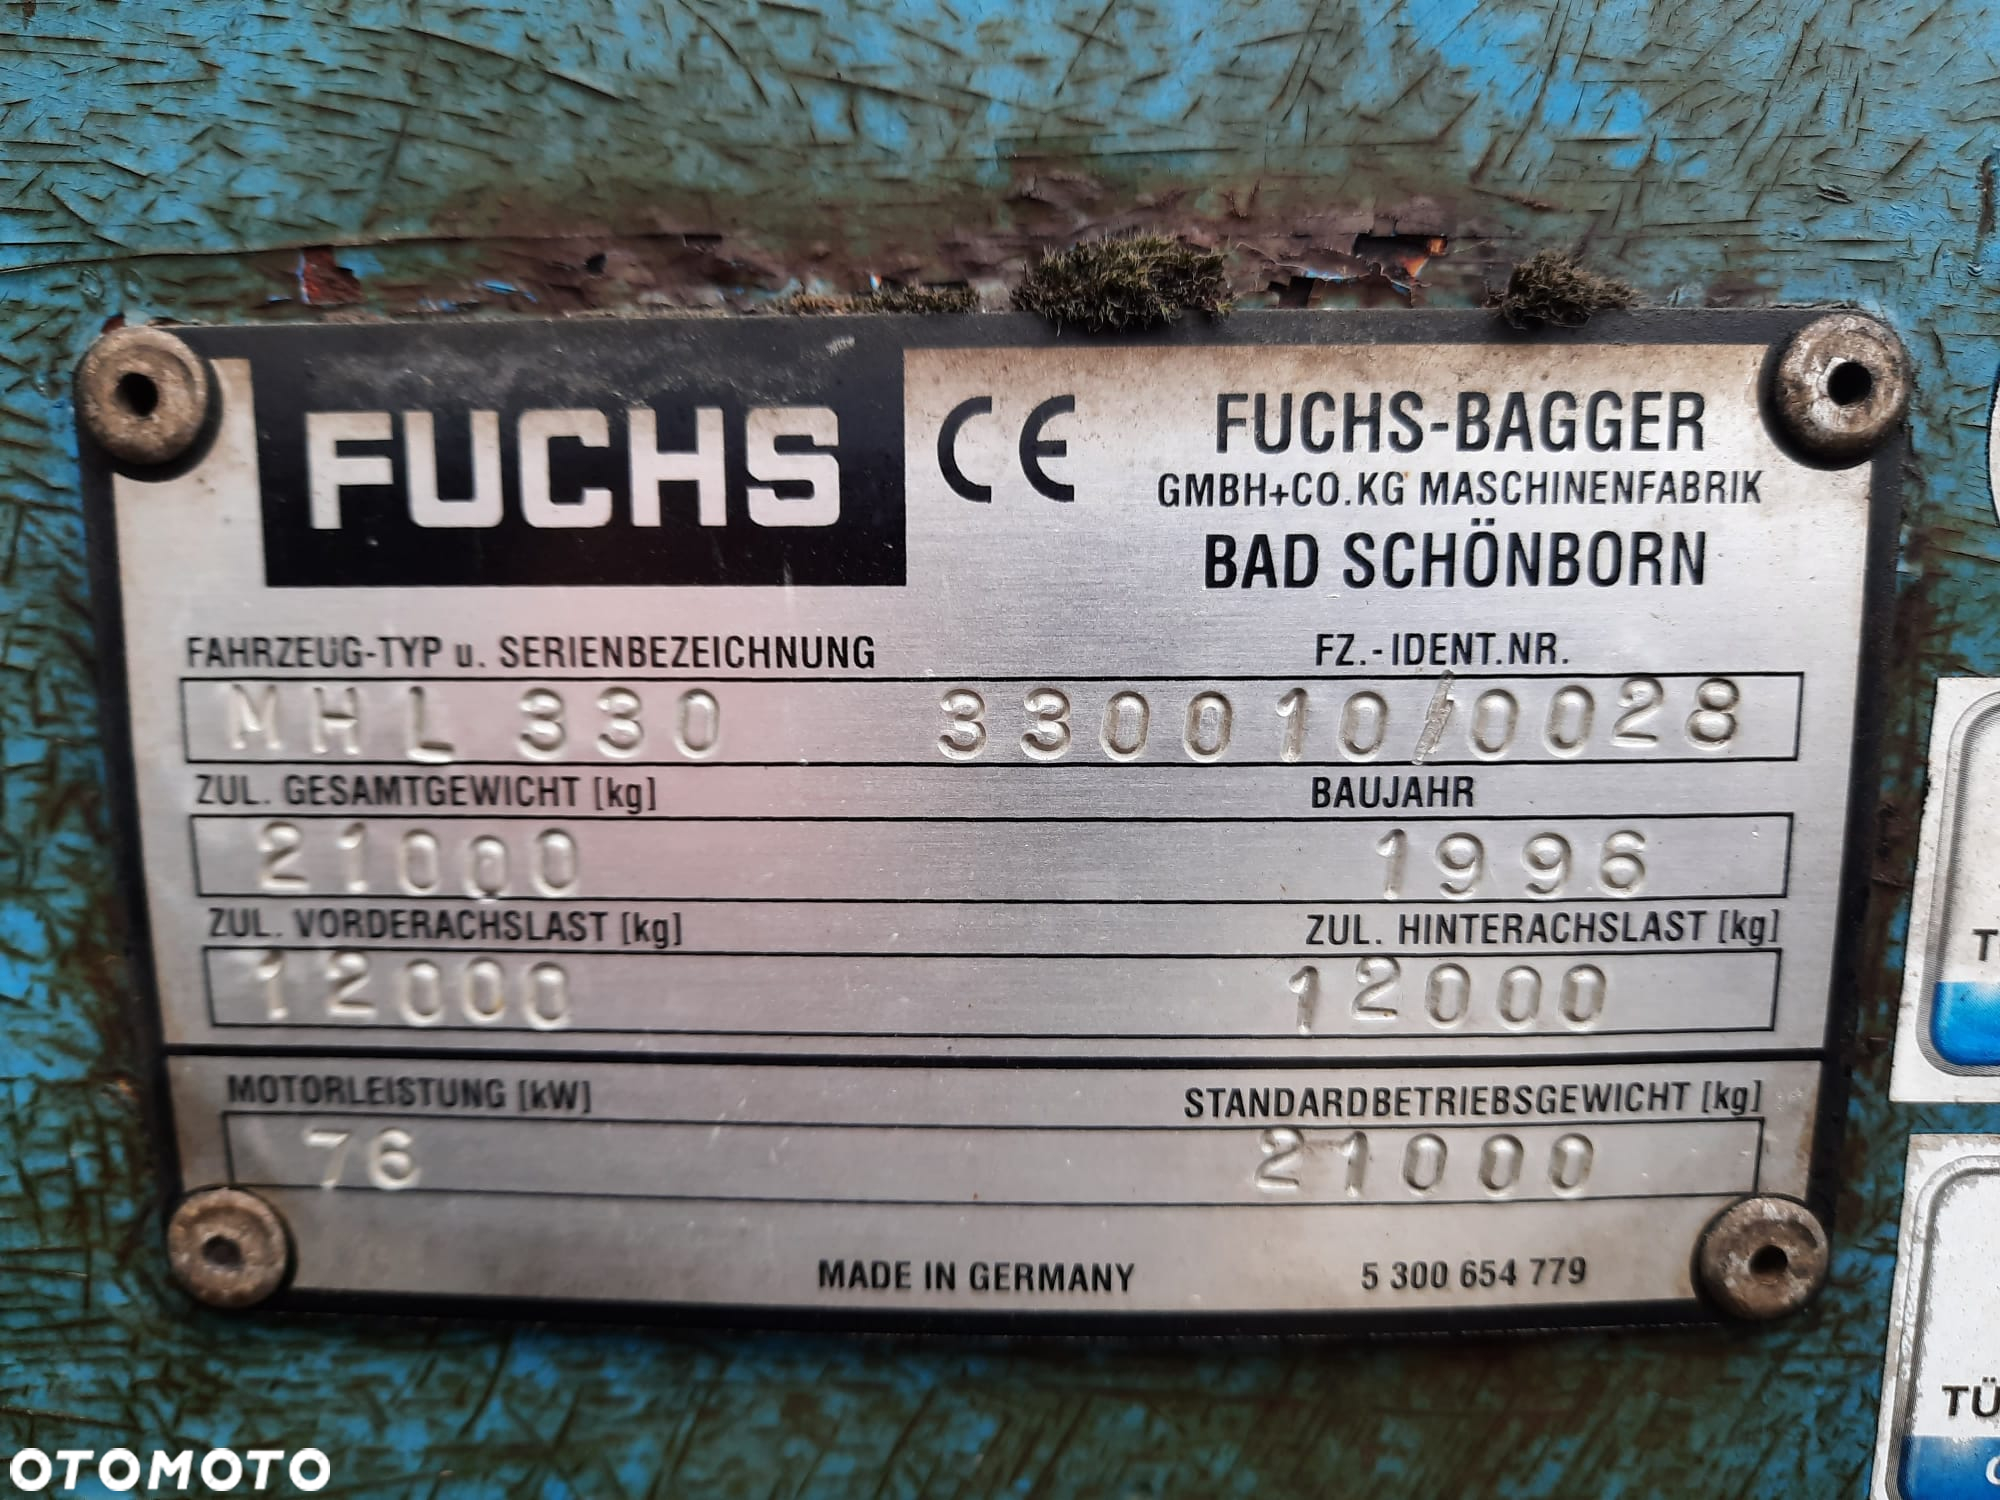 FUCHS
CE
FUCHS-BAGGER
GMBH+CO.KG MASCHINENFABRIK
BAD SCHÖNBORN
FAHRZEUG-TYP u. SERIENBEZEICHNUNG FZ.-IDENT.NR.
MHL 330 330010/0028
ZUL. GESAMTGEWICHT [kg] BAUJAHR
21000 1996
ZUL. VORDERACHSLAST [kg] ZUL. HINTERACHSLAST [kg]
12000 12000
MOTORLEISTUNG [kW] STANDARDBETRIEBSGEWICHT [kg]
76 21000
MADE IN GERMANY 5 300 654 779
OTOMOTO